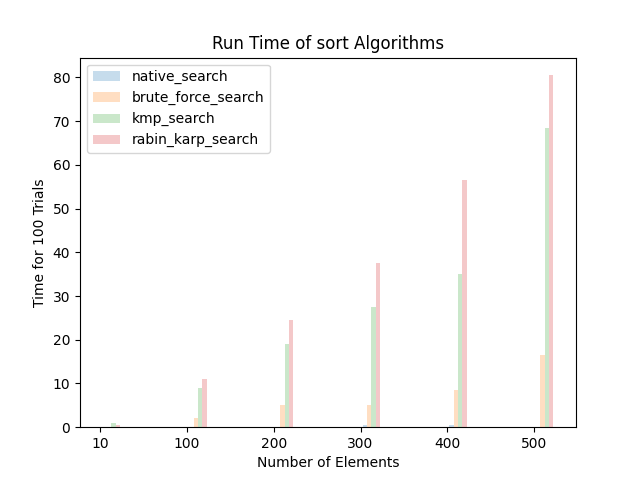 Run Time of sort Algorithms
native_search
brute_force_search
kmp_search
rabin_karp_search
Time for 100 Trials
80
70
60
50
40
30
20
10
0
10 100 200 300 400 500
Number of Elements